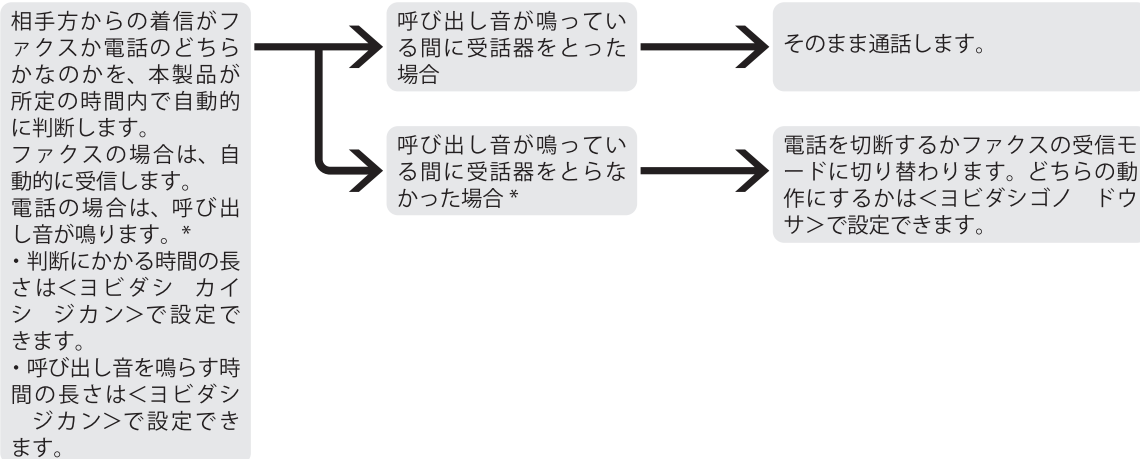 相手方からの着信がフ
ァクスか電話のどちら
かなのかを、本製品が
所定の時間内で自動的
に判断します。
ファクスの場合は、自
動的に受信します。
電話の場合は、呼び出
し音が鳴ります。*
・判断にかかる時間の長
さは<ヨビダシ　カイ
シ　ジカン>で設定で
きます。
・呼び出し音を鳴らす時
間の長さは<ヨビダシ
　ジカン>で設定でき
ます。
呼び出し音が鳴ってい
る間に受話器をとった
場合
そのまま通話します。
呼び出し音が鳴ってい
る間に受話器をとらな
かった場合 *
電話を切断するかファクスの受信モ
ードに切り替わります。どちらの動
作にするかは<ヨビダシゴノ　ドウ
サ>で設定できます。